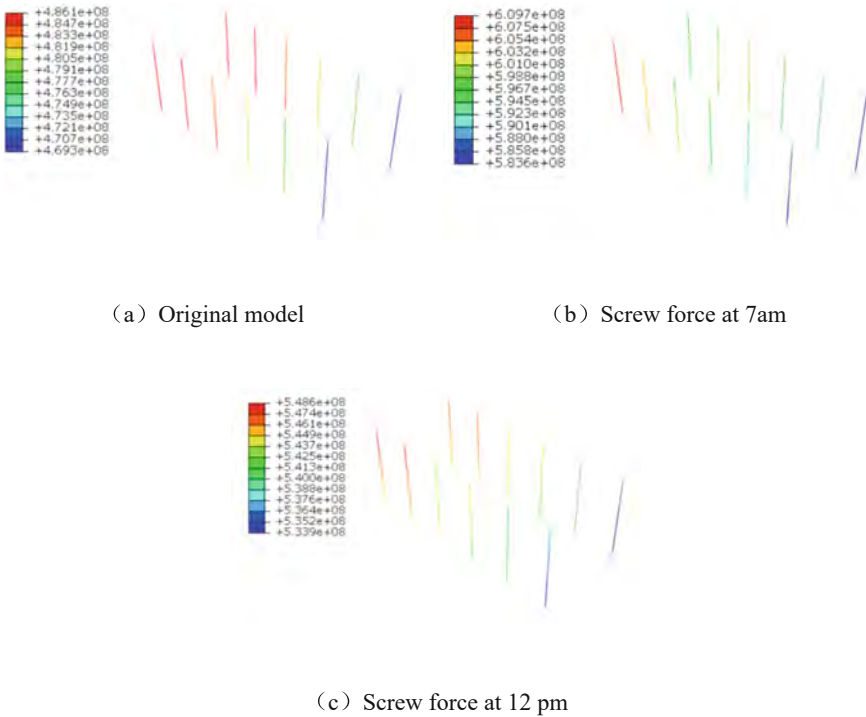 +4.861e+08
+4.847e+08
+4.833e+08
+4.819e+08
+4.805e+08
+4.791e+08
+4.777e+08
+4.763e+08
+4.749e+08
+4.735e+08
+4.721e+08
+4.707e+08
+4.693e+08
+6.097e+08
+6.075e+08
+6.054e+08
+6.032e+08
+6.010e+08
+5.988e+08
+5.967e+08
+5.945e+08
+5.923e+08
+5.901e+08
+5.880e+08
+5.858e+08
+5.836e+08
（a）Original model
（b）Screw force at 7am
+5.486e+08
+5.474e+08
+5.461e+08
+5.449e+08
+5.437e+08
+5.425e+08
+5.413e+08
+5.400e+08
+5.388e+08
+5.376e+08
+5.364e+08
+5.352e+08
+5.339e+08
（c）Screw force at 12 pm